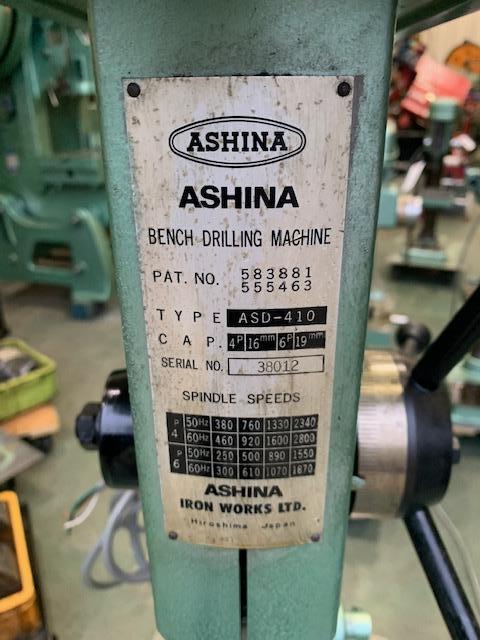 ASHINA
ASHINA
BENCH DRILLING MACHINE
PAT. NO. 583881
555463
TYPE ASD-410
CAP. 4P 16mm 6P 19mm
SERIAL NO. 38012
SPINDLE SPEEDS
P 4 50Hz 380 760 1330 2340
60Hz 460 920 1600 2800
P 6 50Hz 250 500 890 1550
60Hz 300 610 1070 1870
ASHINA
IRON WORKS LTD.
Hiroshima Japan